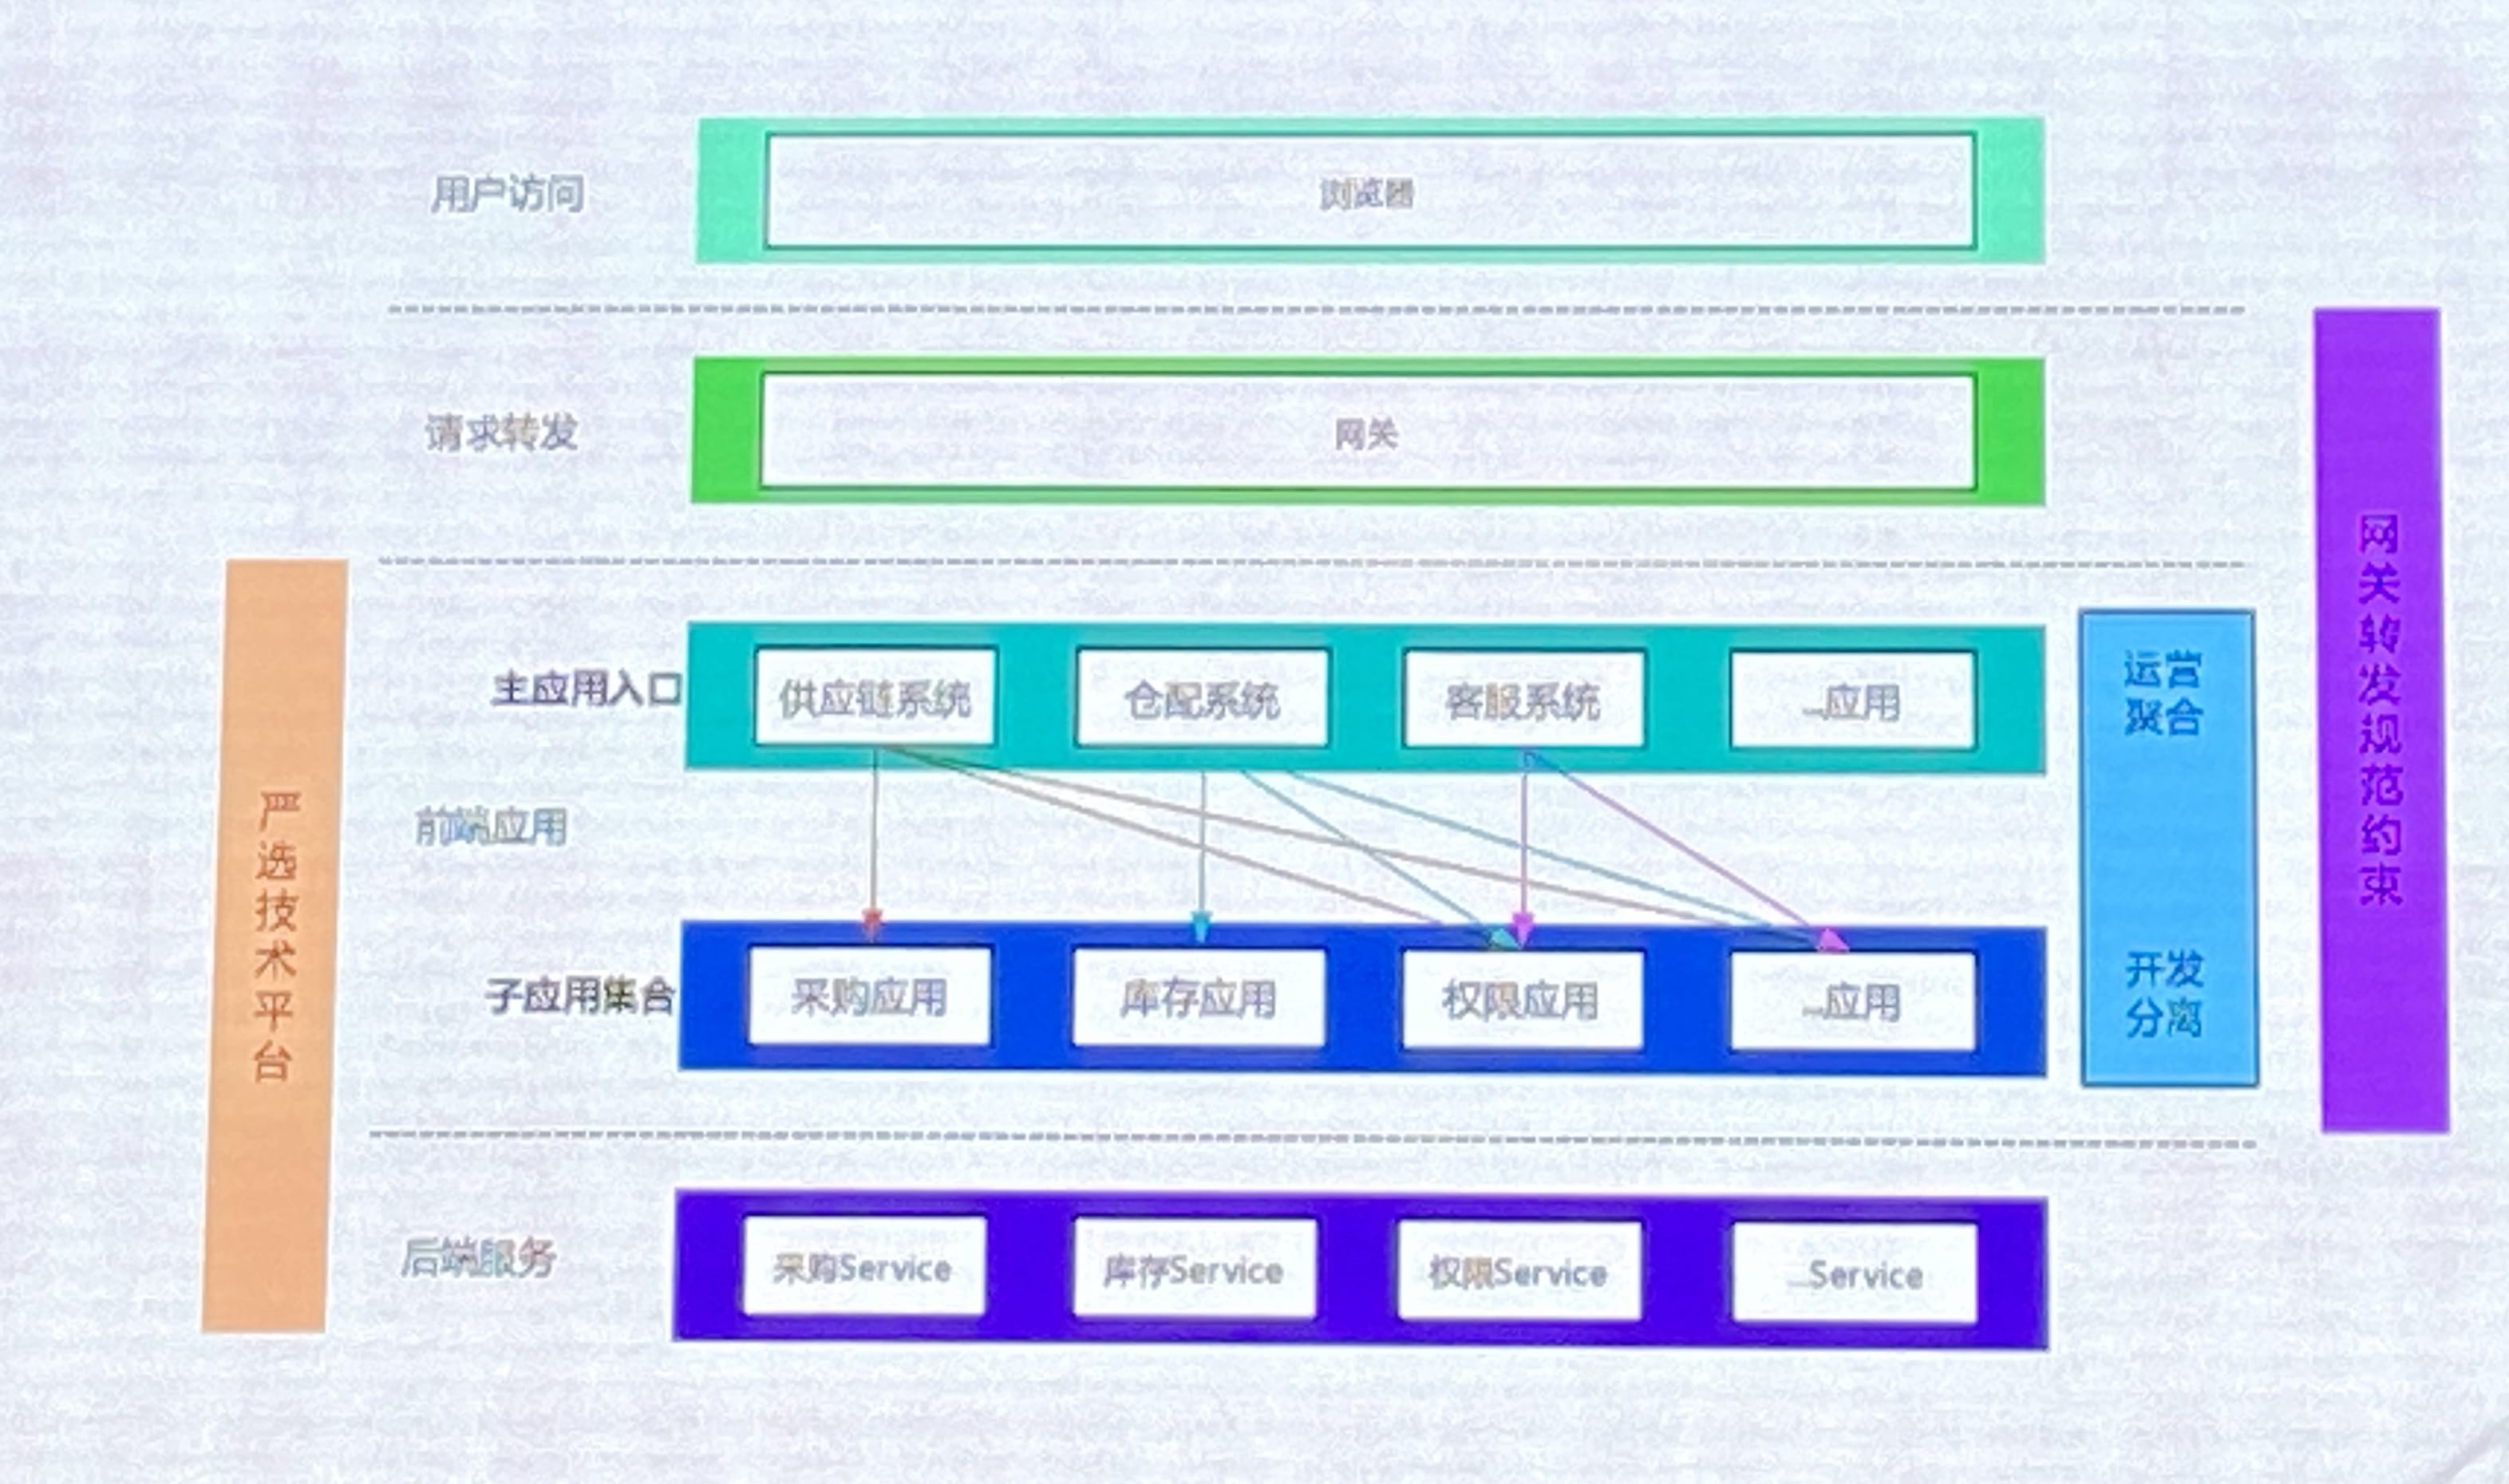 用户访问
浏览器
请求转发
网关
主应用入口
供应链系统
仓配系统
客服系统
...应用
前端应用
子应用集合
采购应用
库存应用
权限应用
...应用
后端服务
采购Service
库存Service
权限Service
...Service
严选技术平台
运营
聚合
开发
分离
网关转发规范约束